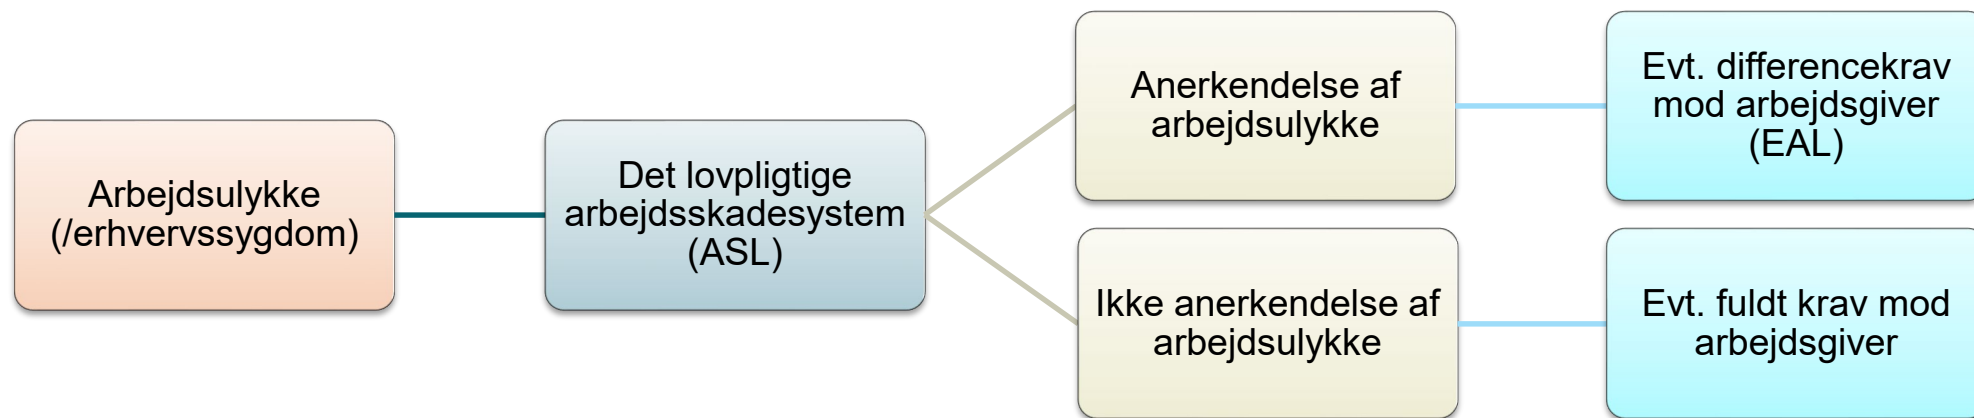 Arbejdsulykke
(/erhvervssygdom)
Det lovpligtige
arbejdsskadesystem
(ASL)
Anerkendelse af
arbejdsulykke
Evt. differencekrav
mod arbejdsgiver
(EAL)
Ikke anerkendelse af
arbejdsulykke
Evt. fuldt krav mod
arbejdsgiver